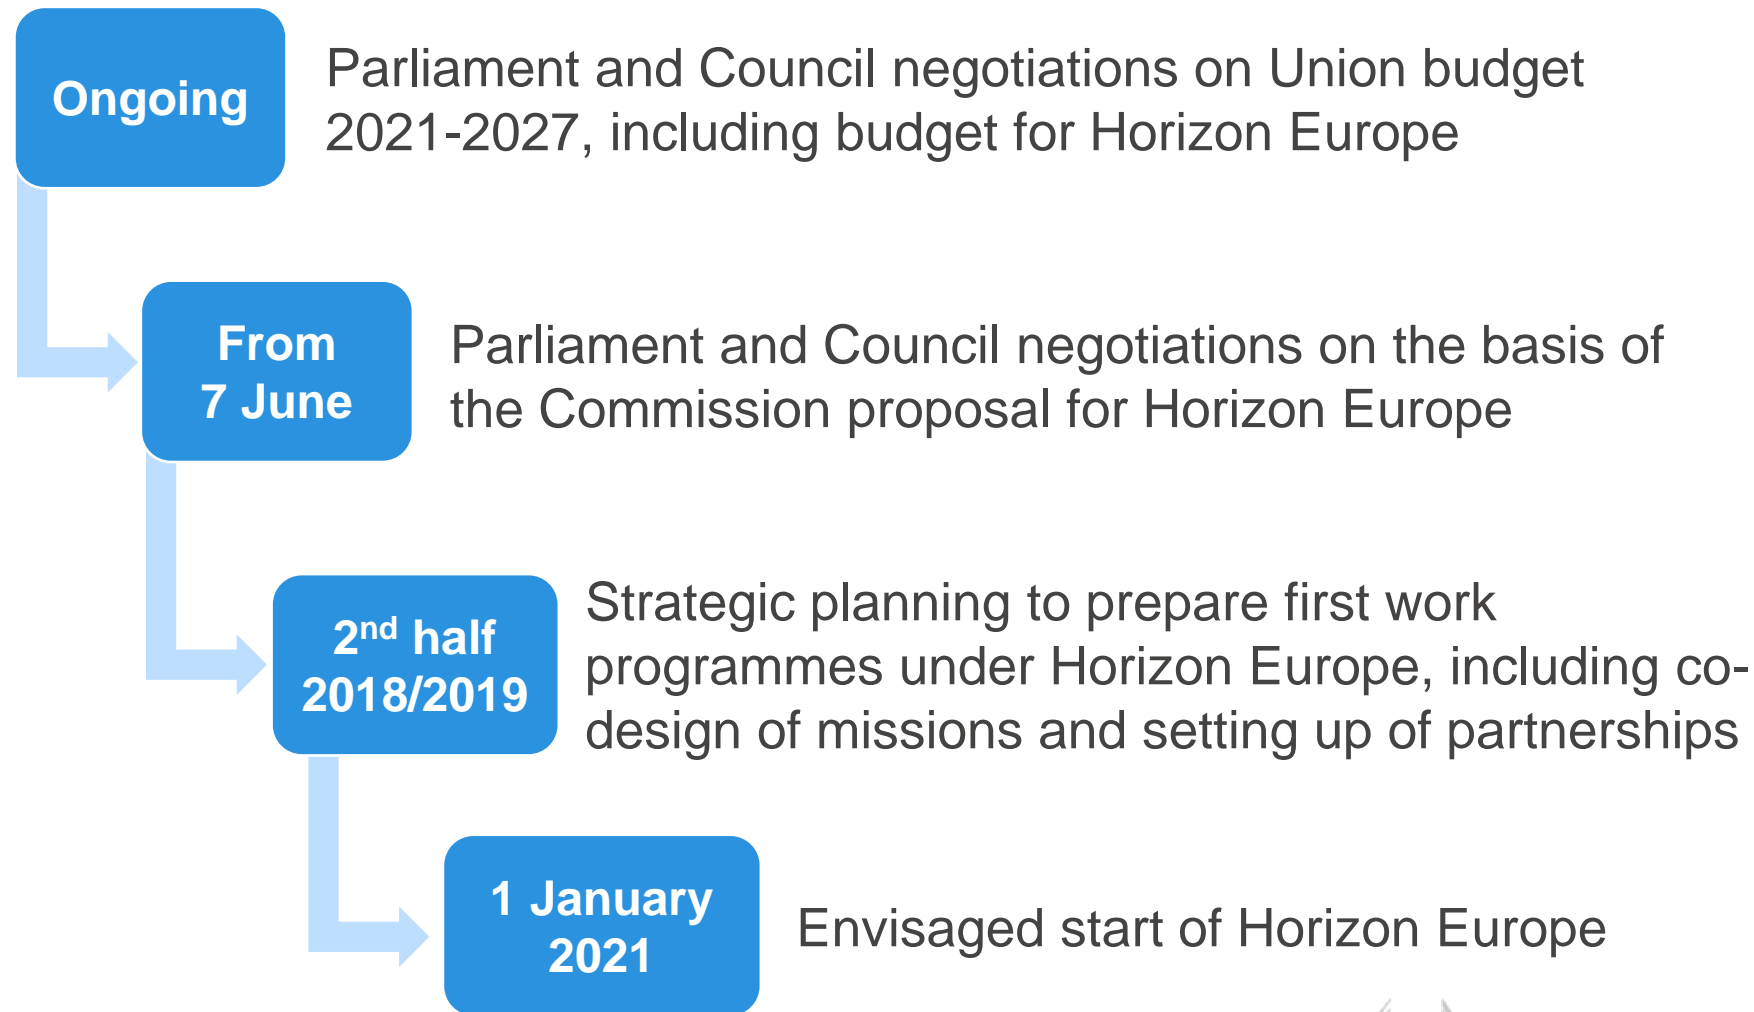 Ongoing
Parliament and Council negotiations on Union budget
2021-2027, including budget for Horizon Europe
From
7 June
Parliament and Council negotiations on the basis of
the Commission proposal for Horizon Europe
2nd half
2018/2019
Strategic planning to prepare first work
programmes under Horizon Europe, including co-
design of missions and setting up of partnerships
1 January
2021
Envisaged start of Horizon Europe